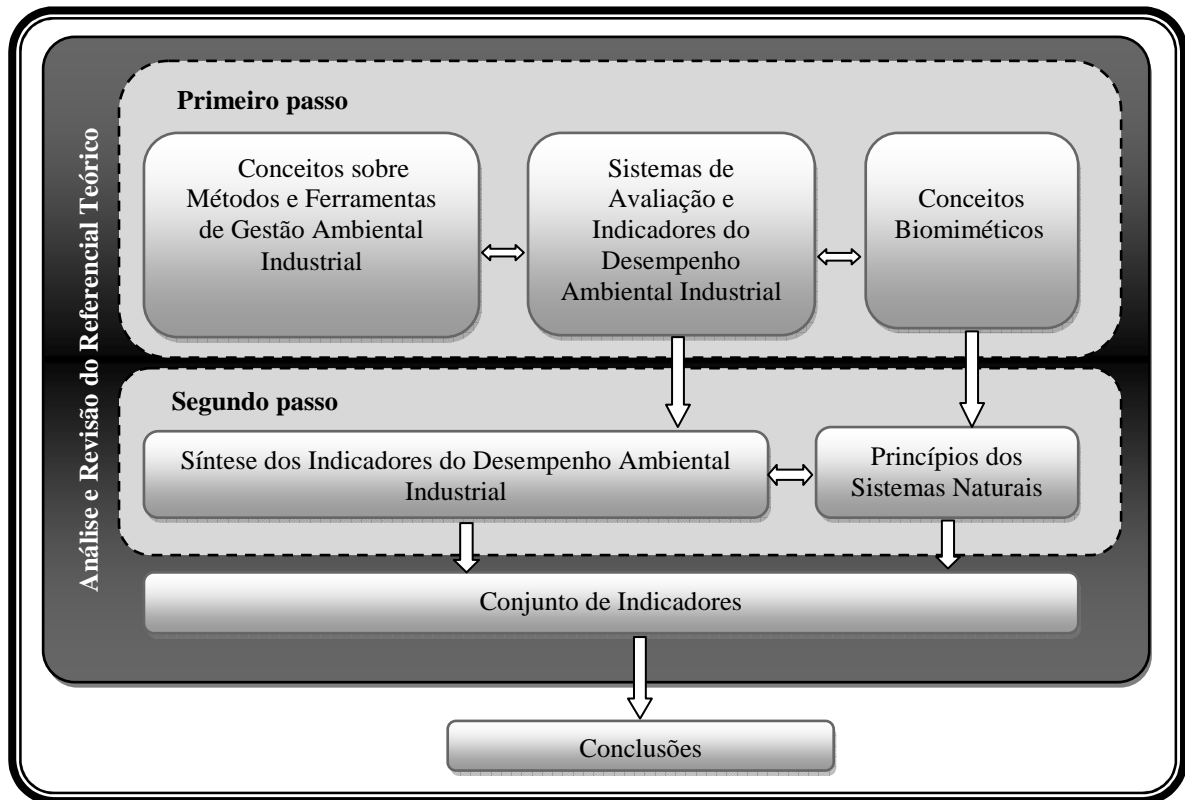 Análise e Revisão do Referencial Teórico
Primeiro passo
Conceitos sobre
Métodos e Ferramentas
de Gestão Ambiental
Industrial
Sistemas de
Avaliação e
Indicadores do
Desempenho
Ambiental Industrial
Conceitos
Biomiméticos
Segundo passo
Síntese dos Indicadores do Desempenho Ambiental
Industrial
Princípios dos
Sistemas Naturais
Conjunto de Indicadores
Conclusões